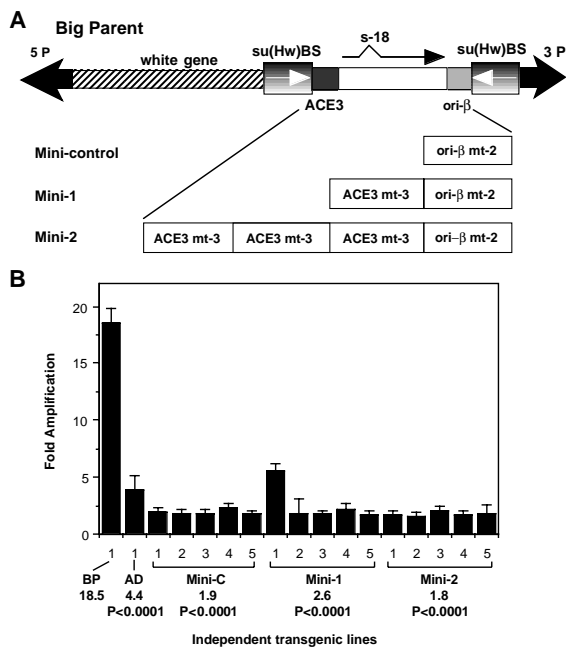 A
Big Parent
5 P
white gene
su(Hw)BS
s-18
su(Hw)BS
3 P
ACE3
ori-β
Mini-control
ori-β mt-2
Mini-1
ACE3 mt-3 ori-β mt-2
Mini-2
ACE3 mt-3 ACE3 mt-3 ACE3 mt-3 ori-β mt-2
B
Fold Amplification
20
15
10
5
0
1 1 1 2 3 4 5 1 2 3 4 5 1 2 3 4 5
BP AD Mini-C Mini-1 Mini-2
18.5 4.4 1.9 2.6 1.8
P<0.0001 P<0.0001 P<0.0001 P<0.0001
Independent transgenic lines